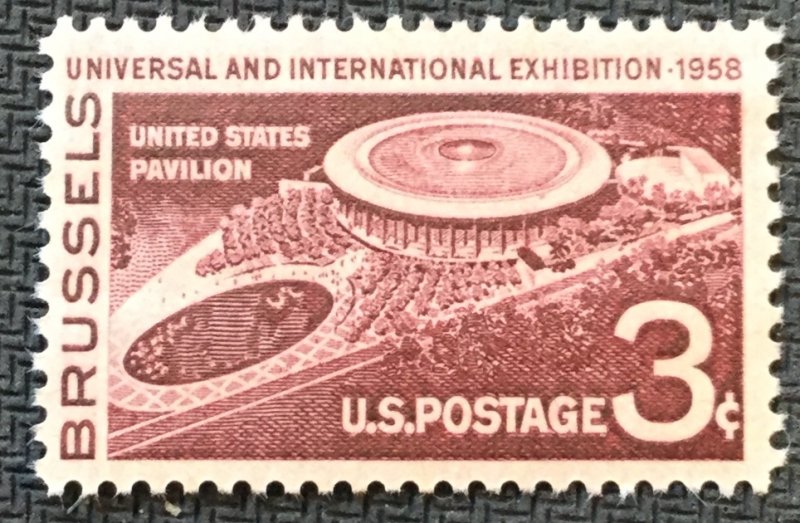 UNIVERSAL AND INTERNATIONAL EXHIBITION·1958
BRUSSELS
UNITED STATES
PAVILION
U.S.POSTAGE
3¢